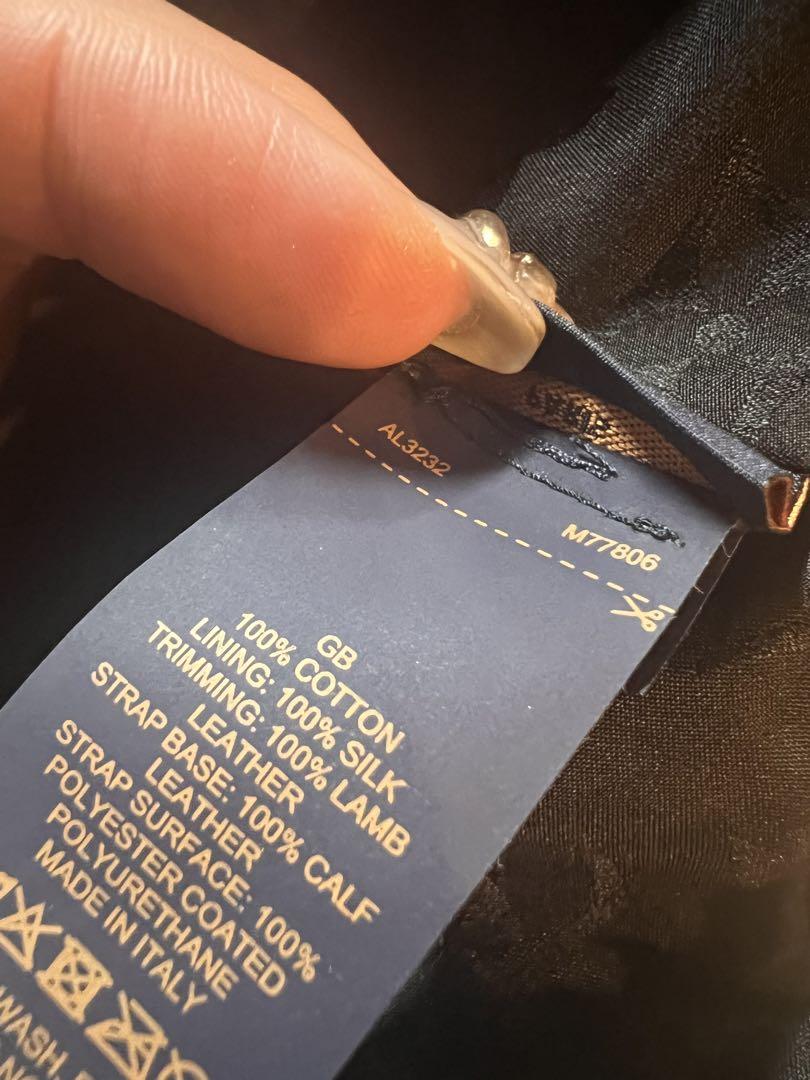 AL3232
M77806
GB
100% COTTON
LINING: 100% SILK
TRIMMING: 100% LAMB
LEATHER
STRAP BASE: 100% CALF
LEATHER
STRAP SURFACE: 100%
POLYESTER COATED
POLYURETHANE
MADE IN ITALY
WASH,